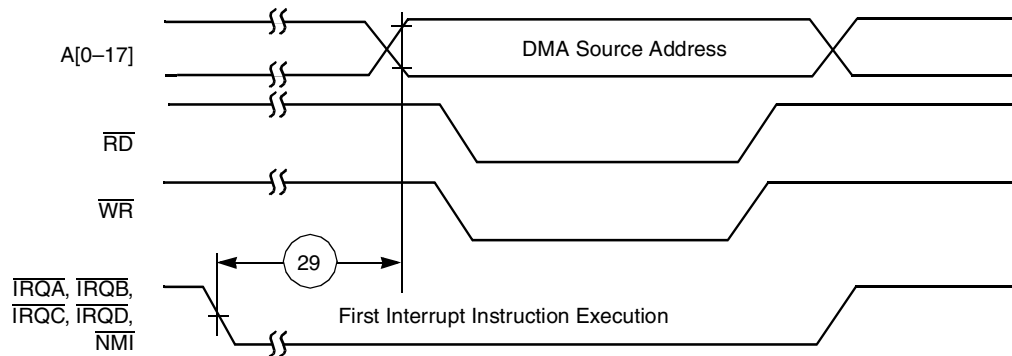 A[0–17]
DMA Source Address
RD
WR
29
IRQA, IRQB,
IRQC, IRQD,
NMI
First Interrupt Instruction Execution